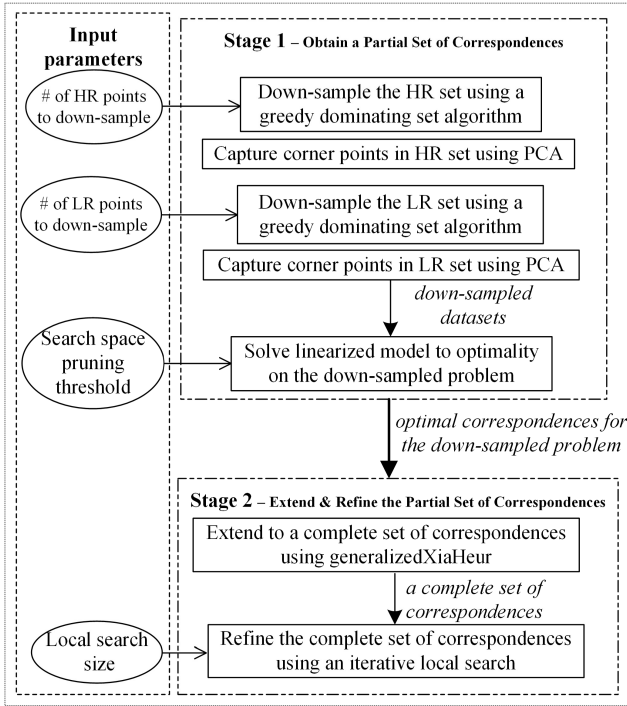 Input
parameters
# of HR points
to down-sample
# of LR points
to down-sample
Search space
pruning
threshold
Local search
size
Stage 1 – Obtain a Partial Set of Correspondences
Down-sample the HR set using a
greedy dominating set algorithm
Capture corner points in HR set using PCA
Down-sample the LR set using a
greedy dominating set algorithm
Capture corner points in LR set using PCA
down-sampled
datasets
Solve linearized model to optimality
on the down-sampled problem
optimal correspondences for
the down-sampled problem
Stage 2 – Extend & Refine the Partial Set of Correspondences
Extend to a complete set of correspondences
using generalizedXiaHeur
a complete set of
correspondences
Refine the complete set of correspondences
using an iterative local search